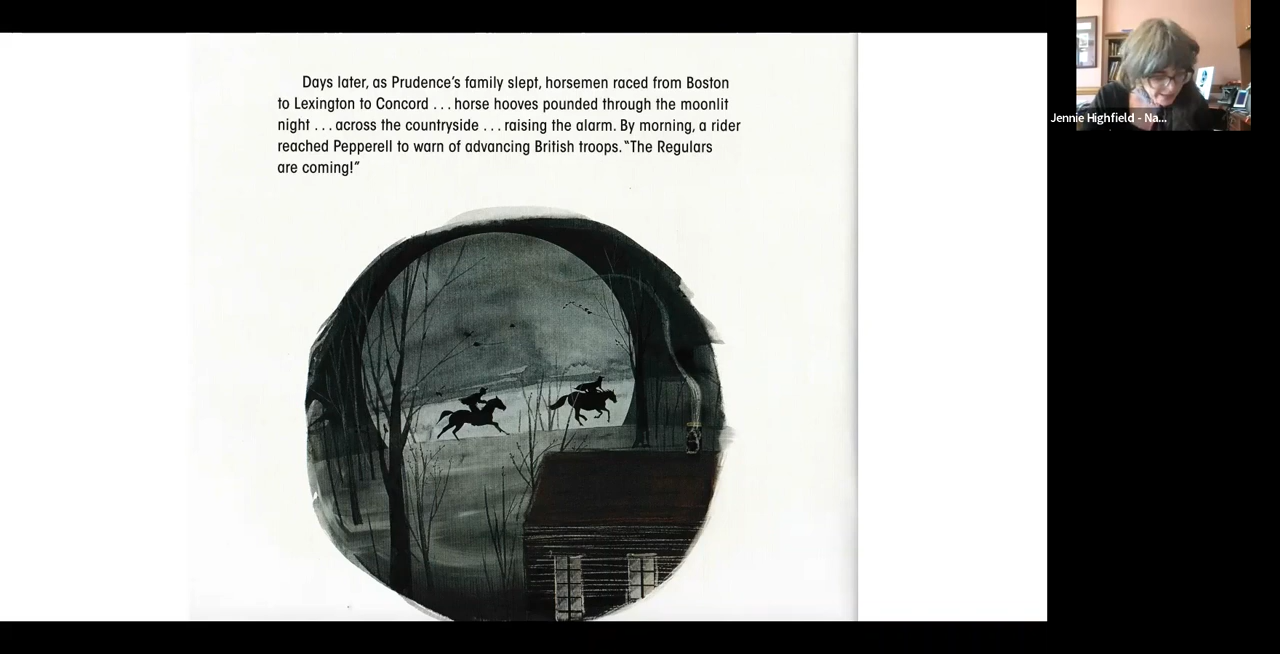 Days later, as Prudence's family slept, horsemen raced from Boston
to Lexington to Concord . . . horse hooves pounded through the moonlit
night . . . across the countryside . . . raising the alarm. By morning, a rider
reached Pepperell to warn of advancing British troops. “The Regulars
are coming!”
Jennie Highfield - Na...